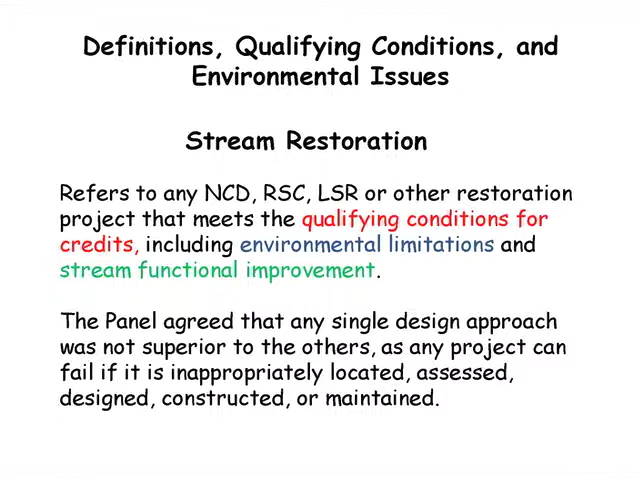 Definitions, Qualifying Conditions, and
Environmental Issues
Stream Restoration
Refers to any NCD, RSC, LSR or other restoration
project that meets the qualifying conditions for
credits, including environmental limitations and
stream functional improvement.
The Panel agreed that any single design approach
was not superior to the others, as any project can
fail if it is inappropriately located, assessed,
designed, constructed, or maintained.